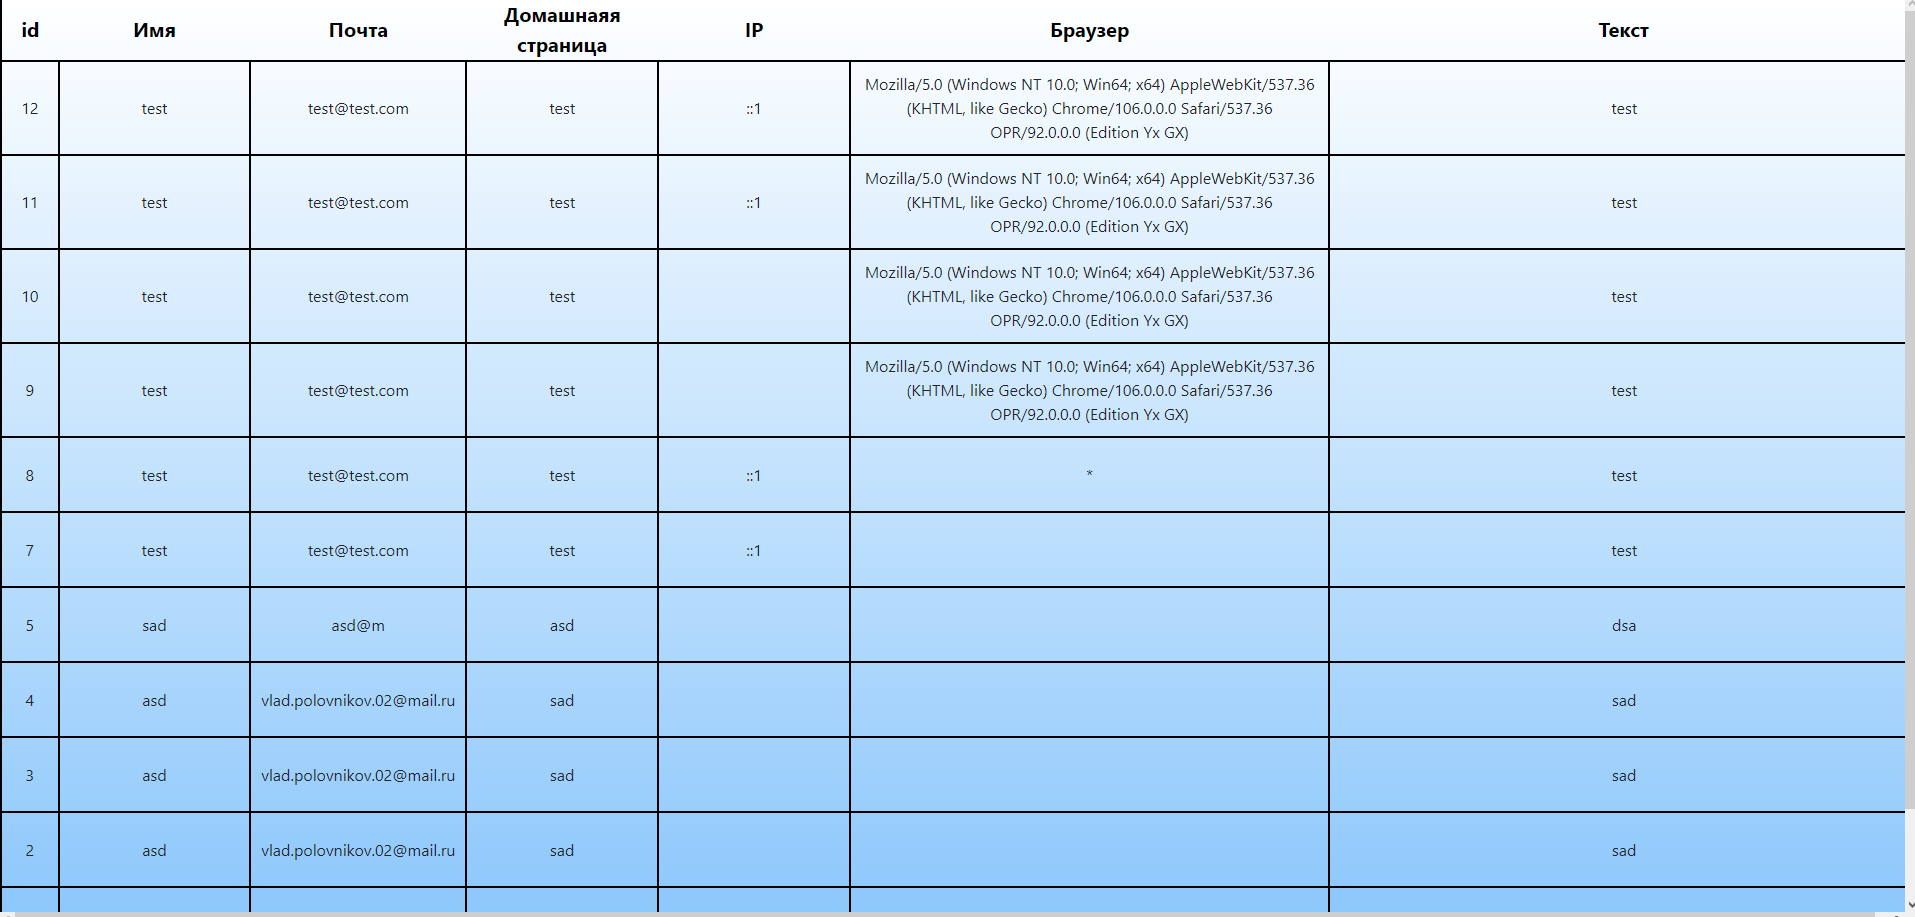 id Имя Почта Домашнаяя IP Браузер Текст
страница
12 test test@test.com test ::1 Mozilla/5.0 (Windows NT 10.0; Win64; x64) AppleWebKit/537.36 test
(KHTML, like Gecko) Chrome/106.0.0.0 Safari/537.36
OPR/92.0.0.0 (Edition Yx GX)
11 test test@test.com test ::1 Mozilla/5.0 (Windows NT 10.0; Win64; x64) AppleWebKit/537.36 test
(KHTML, like Gecko) Chrome/106.0.0.0 Safari/537.36
OPR/92.0.0.0 (Edition Yx GX)
10 test test@test.com test Mozilla/5.0 (Windows NT 10.0; Win64; x64) AppleWebKit/537.36 test
(KHTML, like Gecko) Chrome/106.0.0.0 Safari/537.36
OPR/92.0.0.0 (Edition Yx GX)
9 test test@test.com test Mozilla/5.0 (Windows NT 10.0; Win64; x64) AppleWebKit/537.36 test
(KHTML, like Gecko) Chrome/106.0.0.0 Safari/537.36
OPR/92.0.0.0 (Edition Yx GX)
8 test test@test.com test ::1 * test
7 test test@test.com test ::1 test
5 sad asd@m asd dsa
4 asd vlad.polovnikov.02@mail.ru sad sad
3 asd vlad.polovnikov.02@mail.ru sad sad
2 asd vlad.polovnikov.02@mail.ru sad sad